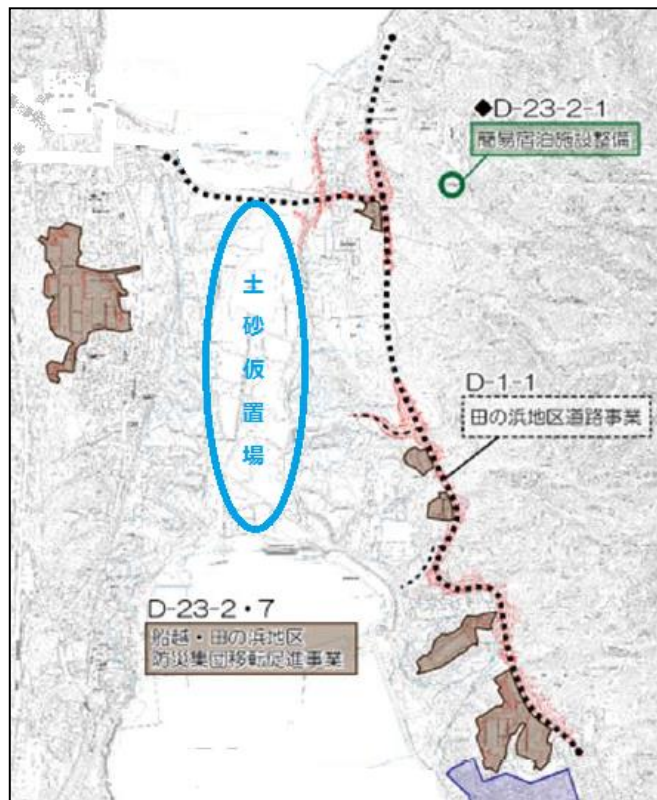 ◆D-23-2-1
簡易宿泊施設整備
土砂仮置場
D-1-1
田の浜地区道路事業
D-23-2・7
船越・田の浜地区
防災集団移転促進事業